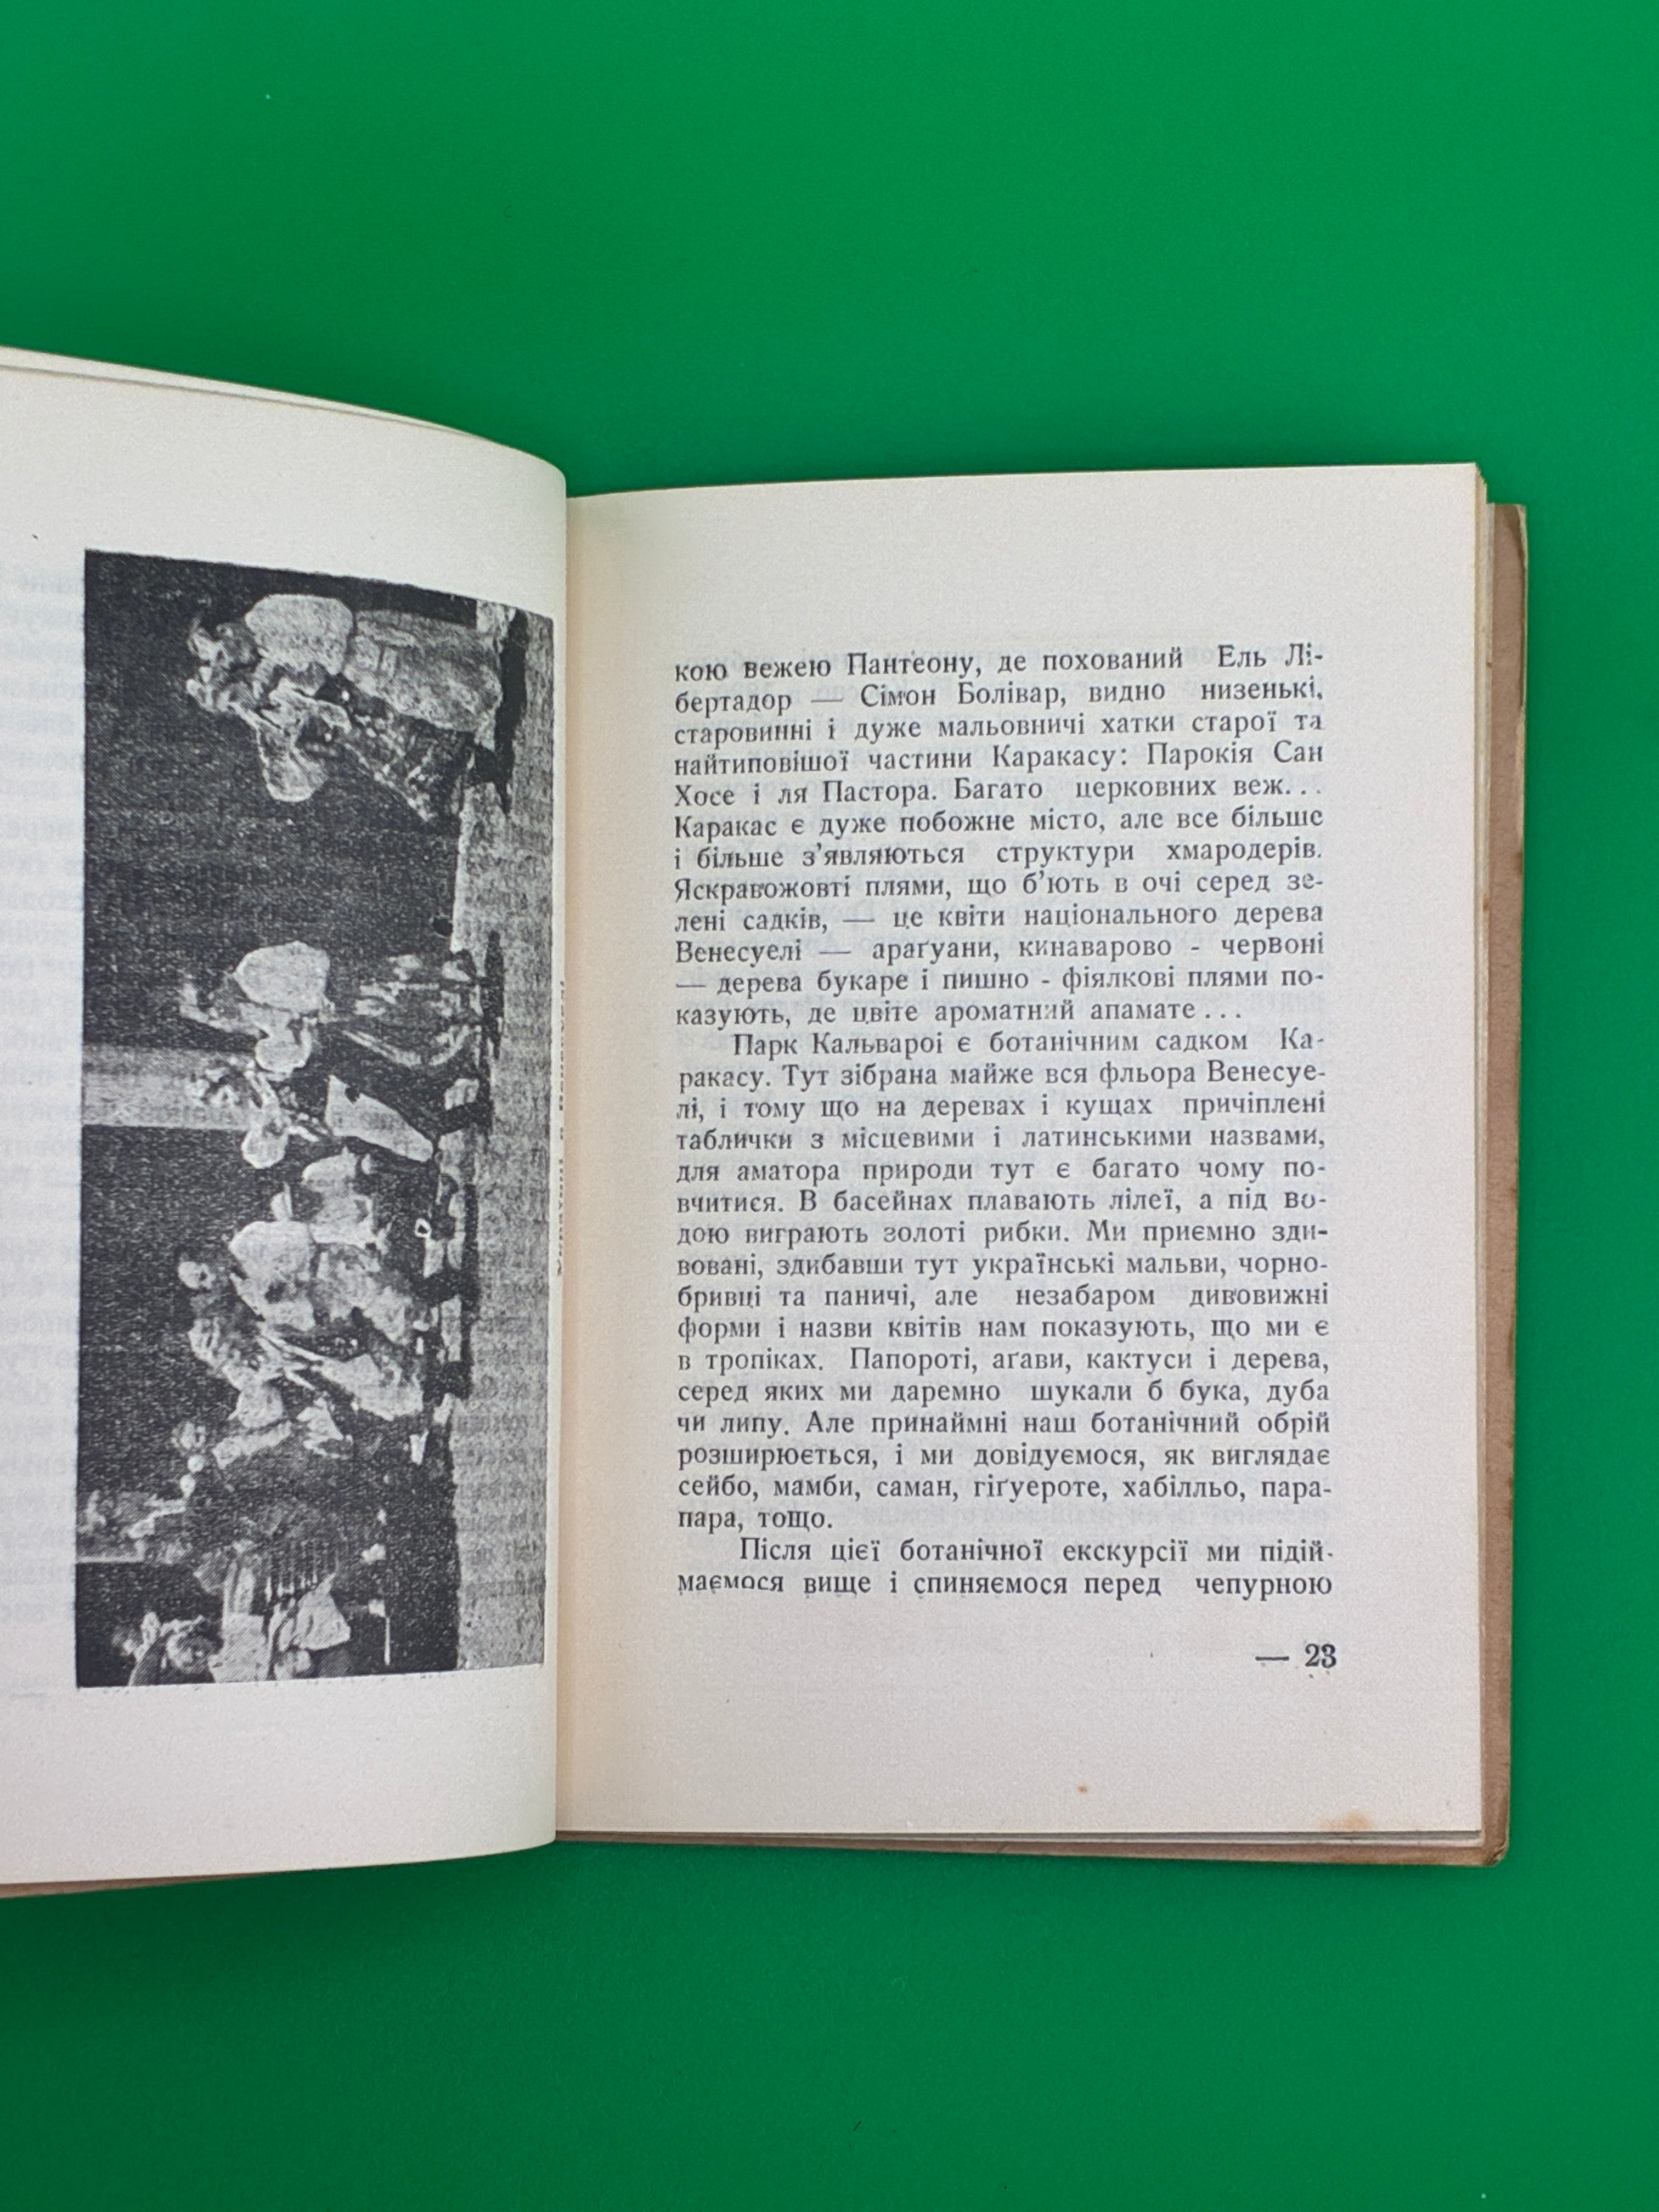 кою вежею Пантеону, де похований Ель Лі-
бертадор — Сімон Болівар, видно низенькі,
старовинні і дуже мальовничі хатки старої та
найтиповішої частини Каракасу: Парокія Сан
Хосе і ля Пастора. Багато церковних веж...
Каракас є дуже побожне місто, але все більше
і більше з'являються структури хмародерів.
Яскравожовті плями, що б'ють в очі серед зе-
лені садків, — це квіти національного дерева
Венесуелі — араґуани, кинаварово - червоні
— дерева букаре і пишно - фіялкові плями по-
казують, де цвіте ароматний апамате...
Парк Кальвароі є ботанічним садком Ка-
ракасу. Тут зібрана майже вся фльора Венесуе-
лі, і тому що на деревах і кущах причіплені
таблички з місцевими і латинськими назвами,
для аматора природи тут є багато чому по-
вчитися. В басейнах плавають лілеї, а під во-
дою виграють золоті рибки. Ми приємно зди-
вовані, здибавши тут українські мальви, чорно-
бривці та паничі, але незабаром дивовижні
форми і назви квітів нам показують, що ми є
в тропіках. Папороті, аґави, кактуси і дерева,
серед яких ми даремно шукали б бука, дуба
чи липу. Але принаймні наш ботанічний обрій
розширюється, і ми довідуємося, як виглядає
сейбо, мамби, саман, гіґуероте, хабілльо, пара-
пара, тощо.
Після цієї ботанічної екскурсії ми підій-
маємося вище і спиняємося перед чепурною
— 23